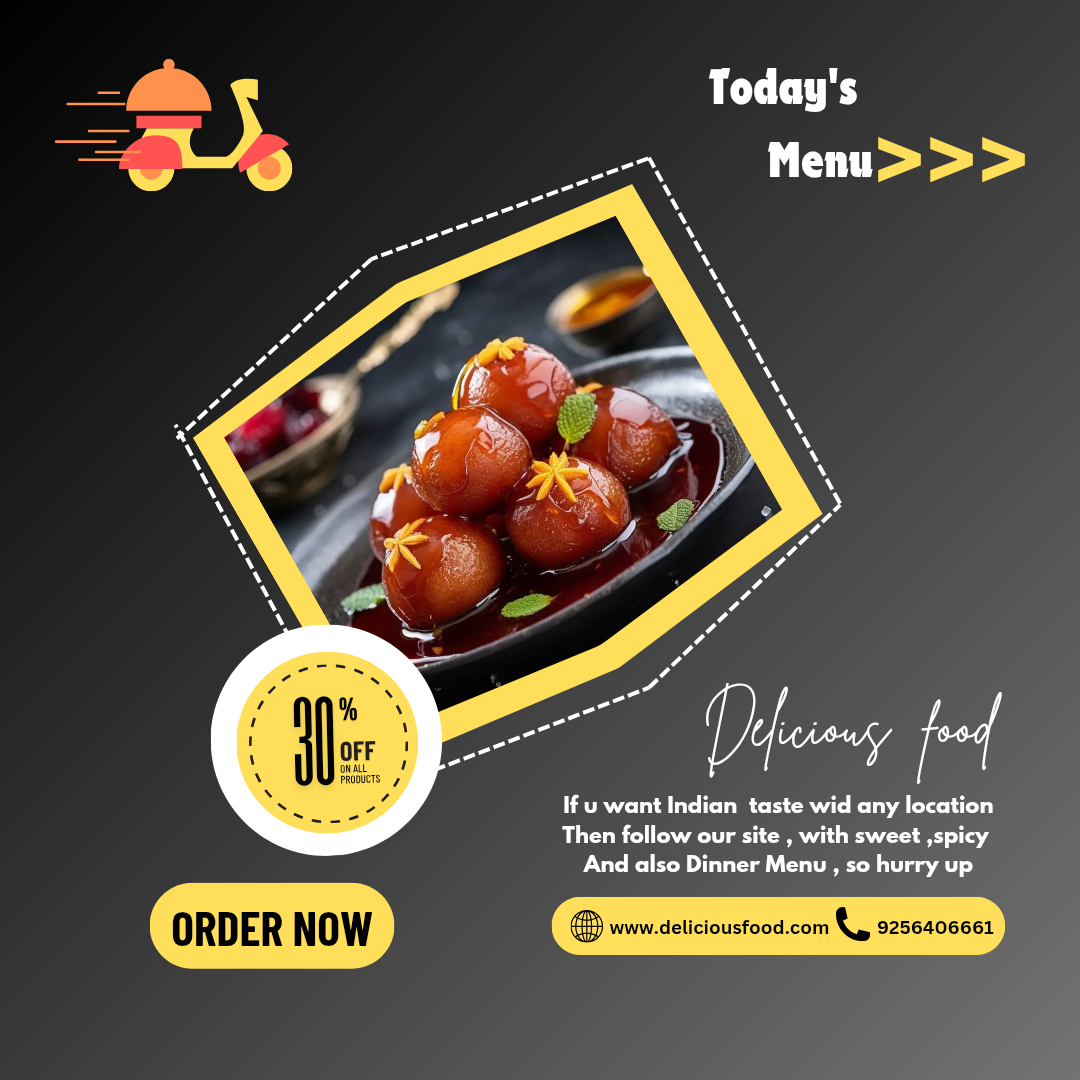 Today's
Menu>>>
30% OFF
ON ALL
PRODUCTS
Delicious food
If u want Indian taste wid any location
Then follow our site , with sweet ,spicy
And also Dinner Menu , so hurry up
ORDER NOW
www.deliciousfood.com 9256406661